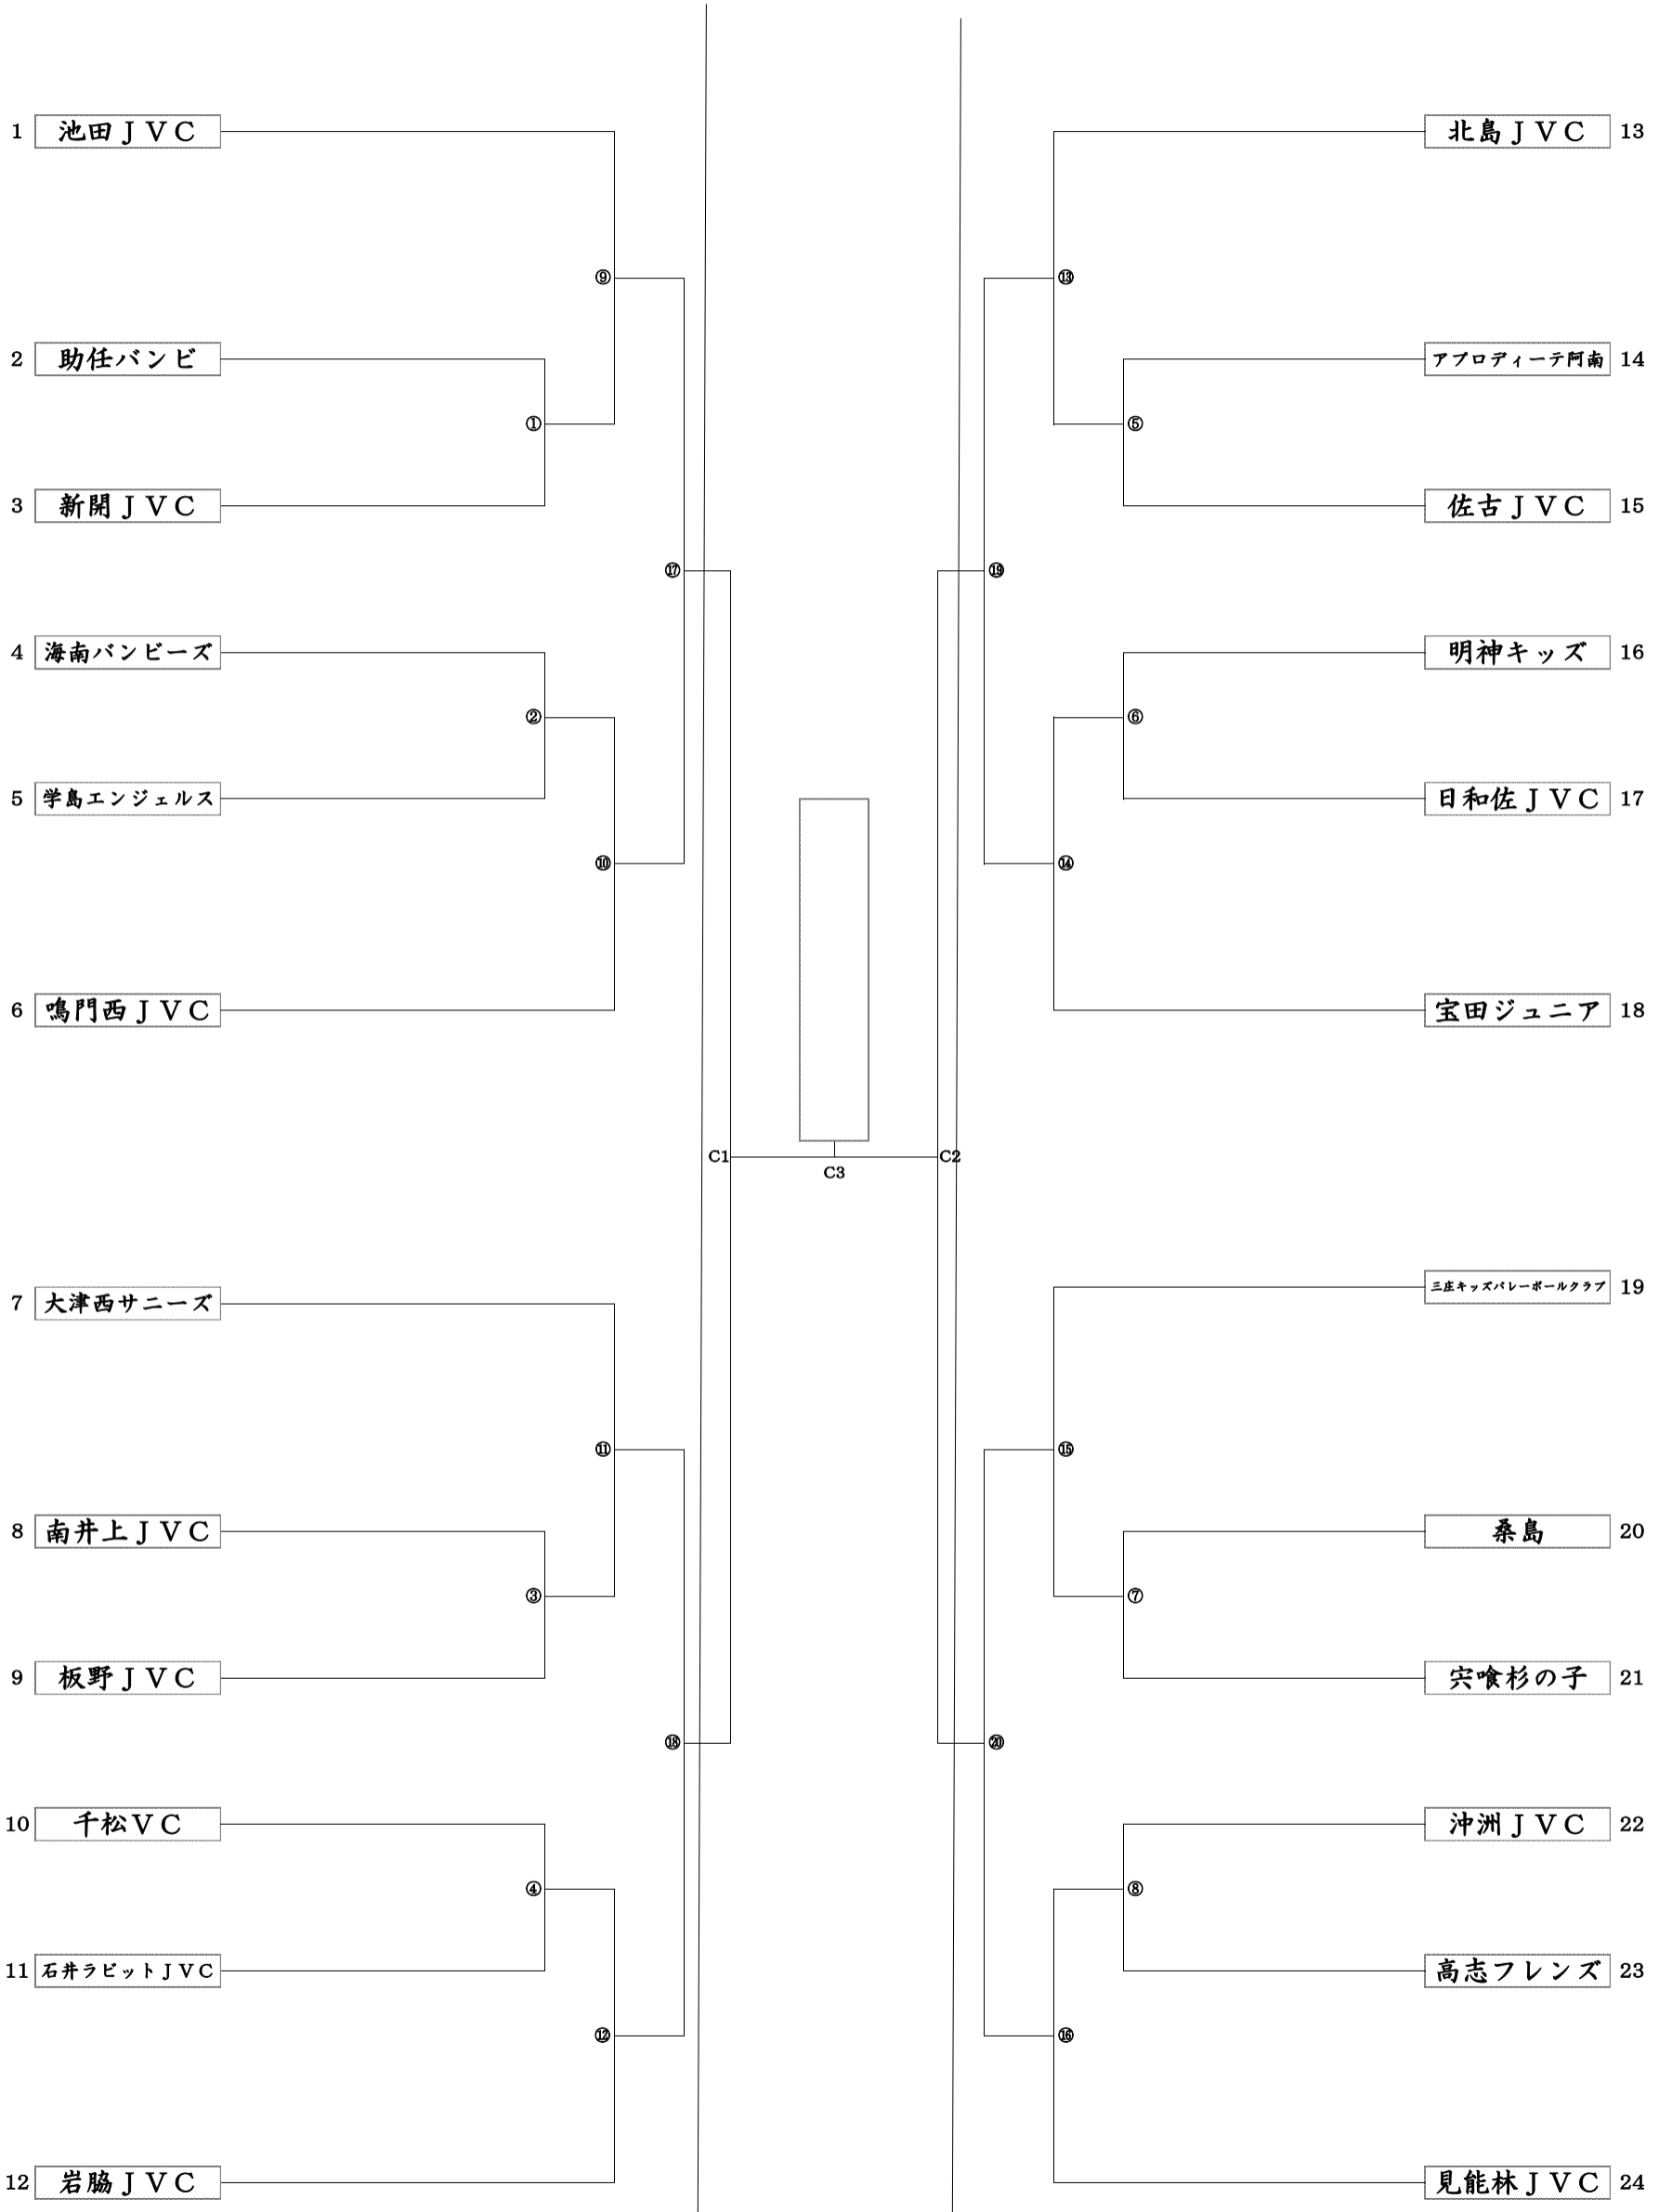 1 池田ＪＶＣ
北島ＪＶＣ 13
⑨
⑬
2 助任バンビ
アプロディーテ阿南 14
①
⑤
3 新開ＪＶＣ
佐古ＪＶＣ 15
⑰
⑲
4 海南バンビーズ
明神キッズ 16
②
⑥
5 学島エンジェルス
日和佐ＪＶＣ 17
⑩
⑭
6 鳴門西ＪＶＣ
宝田ジュニア 18
C1
C2
C3
三庄キッズバレーボールクラブ 19
7 大津西サニーズ
⑪
⑮
8 南井上ＪＶＣ
桑島 20
③
⑦
9 板野ＪＶＣ
宍喰杉の子 21
⑱
⑳
10 千松ＶＣ
沖洲ＪＶＣ 22
④
⑧
11 石井ラビットＪＶＣ
高志フレンズ 23
⑫
⑯
12 岩脇ＪＶＣ
見能林ＪＶＣ 24